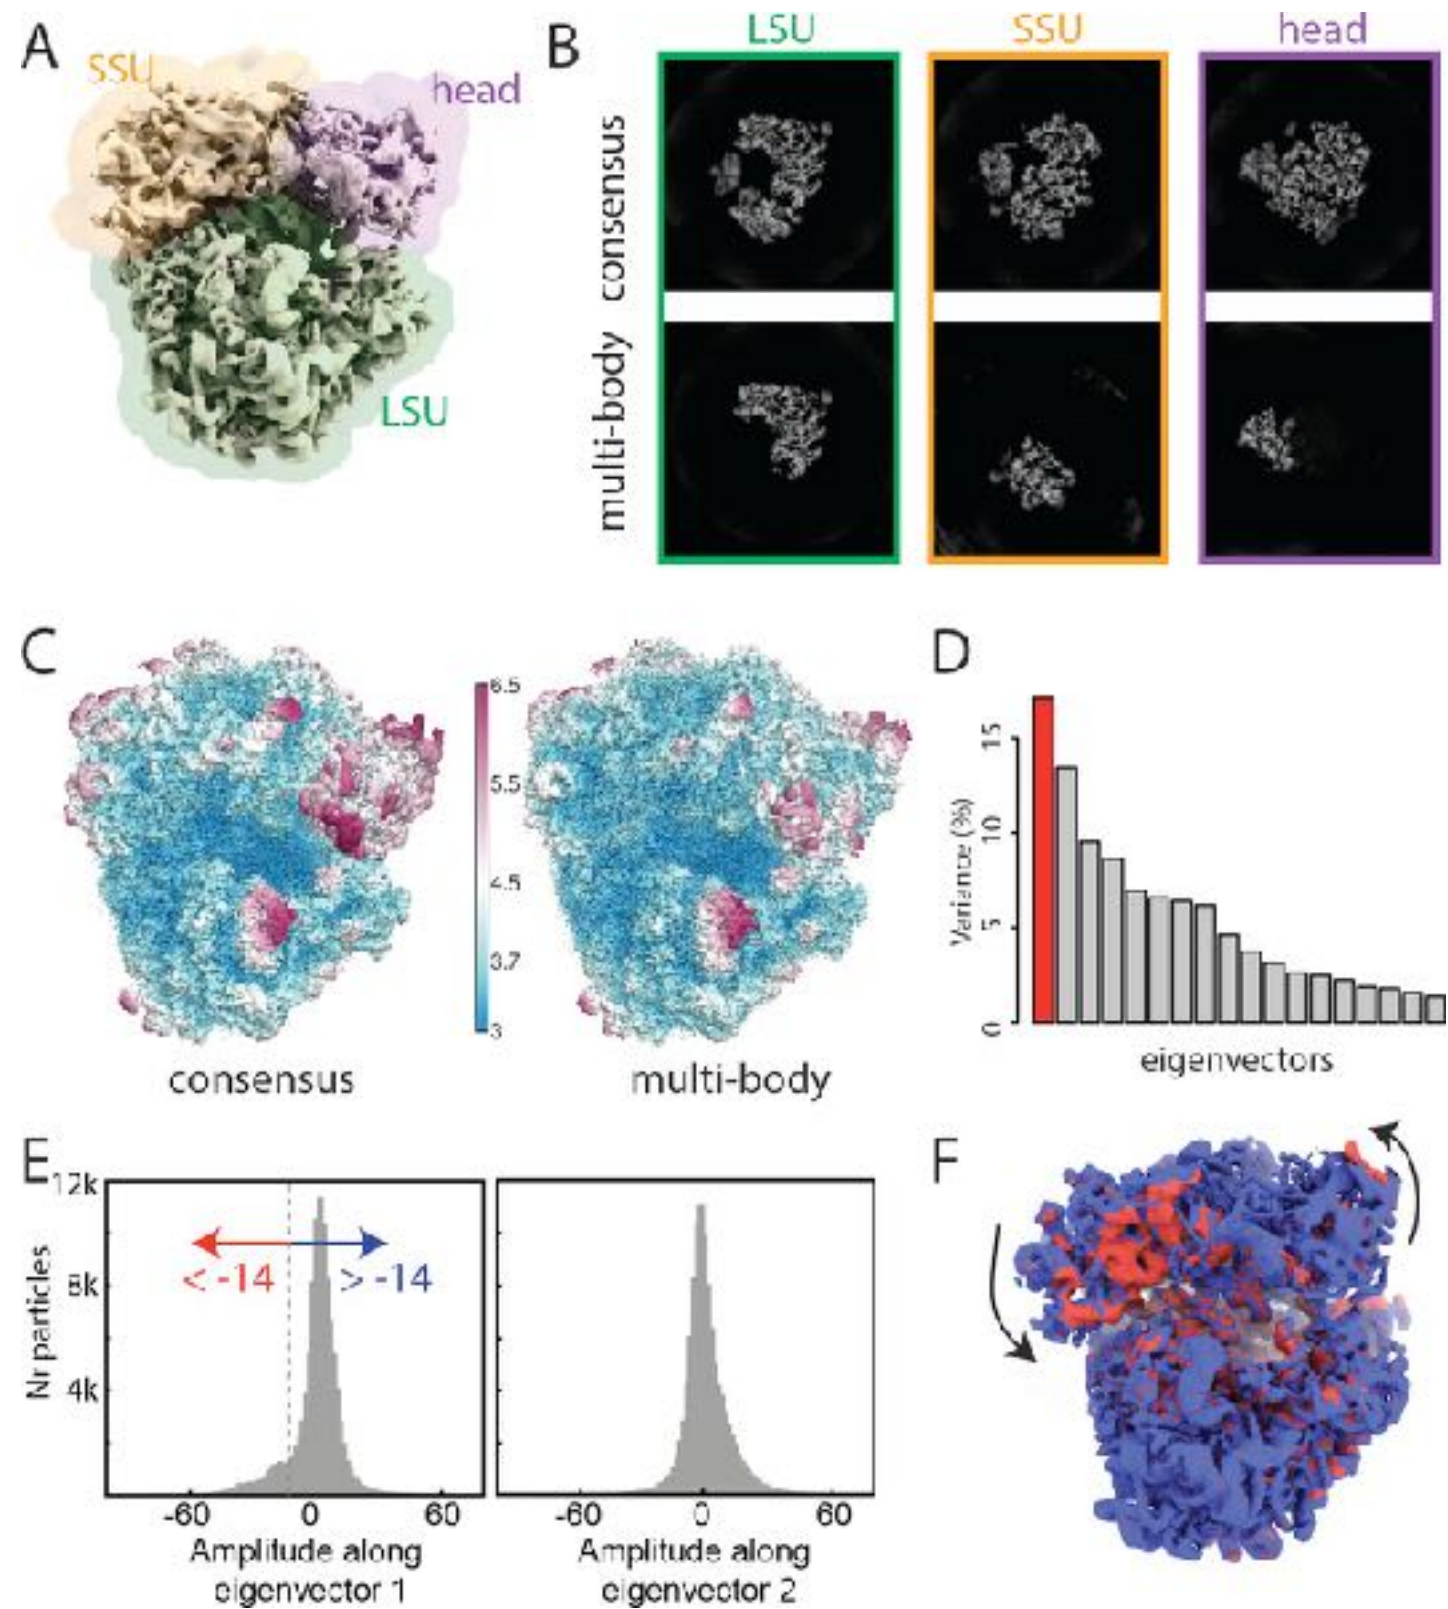 A
SSU
head
LSU
B
LSU
SSU
head
consensus
multi-body
C
6.5
5.5
4.5
3.7
3
consensus
multi-body
D
Variance (%)
15
10
5
0
eigenvectors
E
12k
8k
4k
Nr particles
< -14
> -14
-60
0
60
Amplitude along
eigenvector 1
-60
0
60
Amplitude along
eigenvector 2
F